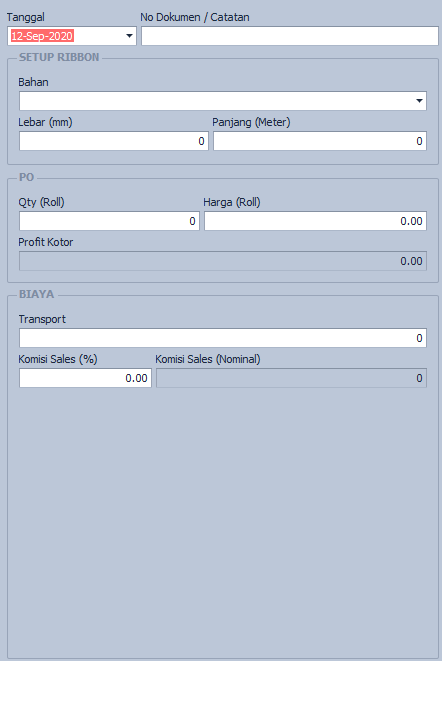 Tanggal No Dokumen / Catatan
12-Sep-2020
SETUP RIBBON
Bahan
Lebar (mm) Panjang (Meter)
0 0
PO
Qty (Roll) Harga (Roll)
0 0.00
Profit Kotor
0.00
BIAYA
Transport
0
Komisi Sales (%) Komisi Sales (Nominal)
0.00 0